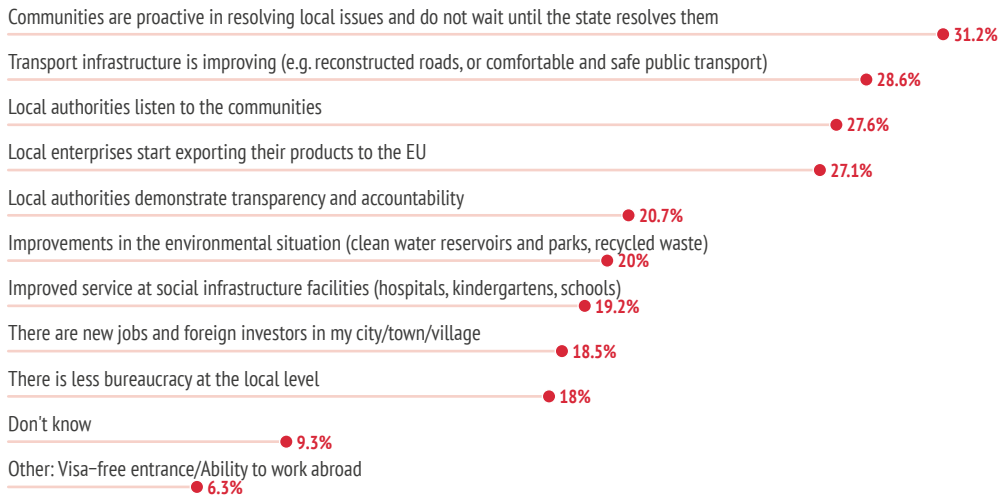 Communities are proactive in resolving local issues and do not wait until the state resolves them
31.2%
Transport infrastructure is improving (e.g. reconstructed roads, or comfortable and safe public transport)
28.6%
Local authorities listen to the communities
27.6%
Local enterprises start exporting their products to the EU
27.1%
Local authorities demonstrate transparency and accountability
20.7%
Improvements in the environmental situation (clean water reservoirs and parks, recycled waste)
20%
Improved service at social infrastructure facilities (hospitals, kindergartens, schools)
19.2%
There are new jobs and foreign investors in my city/town/village
18.5%
There is less bureaucracy at the local level
18%
Don't know
9.3%
Other: Visa–free entrance/Ability to work abroad
6.3%